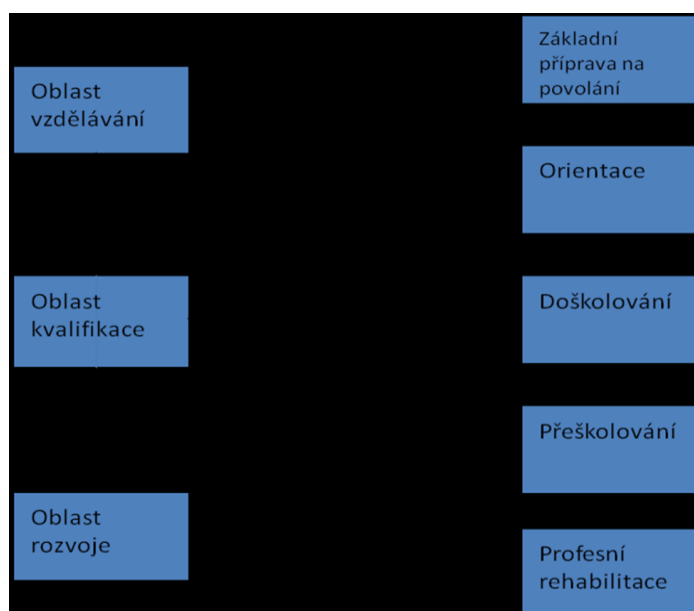 Oblast
vzdělávání
Oblast
kvalifikace
Oblast
rozvoje
Základní
příprava na
povolání
Orientace
Doškolování
Přeškolování
Profesní
rehabilitace